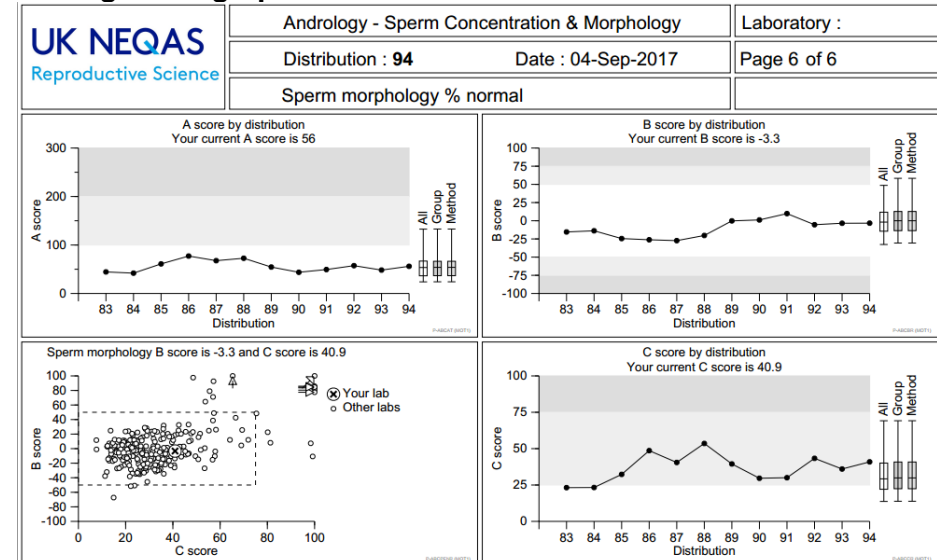 UK NEQAS
Reproductive Science
Andrology - Sperm Concentration & Morphology
Laboratory :
Distribution : 94
Date : 04-Sep-2017
Page 6 of 6
Sperm morphology % normal
A score by distribution
Your current A score is 56
300
200
100
0
A score
83 84 85 86 87 88 89 90 91 92 93 94
Distribution
All
Group
Method
B score by distribution
Your current B score is -3.3
100
75
50
25
0
-25
-50
-75
-100
B score
83 84 85 86 87 88 89 90 91 92 93 94
Distribution
All
Group
Method
Sperm morphology B score is -3.3 and C score is 40.9
100
80
60
40
20
0
-20
-40
-60
-80
-100
B score
0 20 40 60 80 100
C score
Your lab
Other labs
C score by distribution
Your current C score is 40.9
100
75
50
25
0
C score
83 84 85 86 87 88 89 90 91 92 93 94
Distribution
All
Group
Method